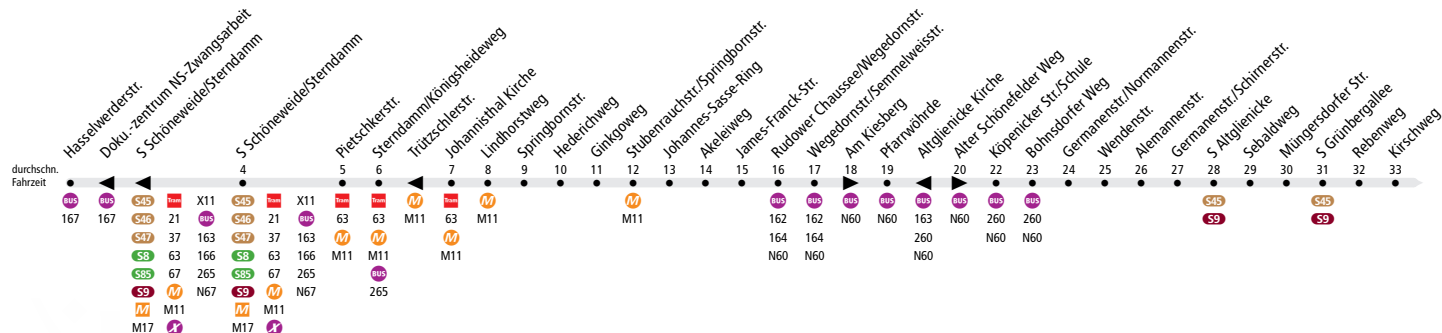 Hasselwerderstr.
Doku.-zentrum NS-Zwangsarbeit
S Schöneweide/Sterndamm
S Schöneweide/Sterndamm
Pietschkerstr.
Sterndamm/Königsheideweg
Trützschlerstr.
Johannisthal Kirche
Lindhorstweg
Springbornstr.
Hederichweg
Ginkgoweg
Stubenrauchstr./Springbornstr.
Johannes-Sasse-Ring
Akeleiweg
James-Franck-Str.
Rudower Chaussee/Wegedornstr.
Wegedornstr./Semmelweisstr.
Am Kiesberg
Pfarrwöhrde
Altglienicke Kirche
Alter Schönefelder Weg
Köpenicker Str./Schule
Bohnsdorfer Weg
Germanenstr./Normannenstr.
Wendenstr.
Alemannenstr.
Germanenstr./Schirnerstr.
S Altglienicke
Sebaldweg
Müngersdorfer Str.
S Grünbergallee
Rebenweg
Kirschweg
durchschn. 4 5 6 7 8 9 10 11 12 13 14 15 16 17 18 19 20 22 23 24 25 26 27 28 29 30 31 32 33
Fahrzeit
BUS BUS S45 Tram X11 S45 Tram X11 Tram Tram M Tram M M BUS BUS BUS BUS BUS BUS BUS BUS S45 S45
167 167 S46 21 BUS S46 21 BUS 63 63 M11 63 M11 M11 162 162 N60 N60 163 N60 260 260 S9 S9
S47 37 163 S47 37 163 M M M 164 164 260 N60 N60
S8 63 166 S8 63 166 M11 M11 M11 N60 N60 N60
S85 67 265 S85 67 265 BUS
S9 M N67 S9 M N67 265
M M11 M M11
M17 X M17 X